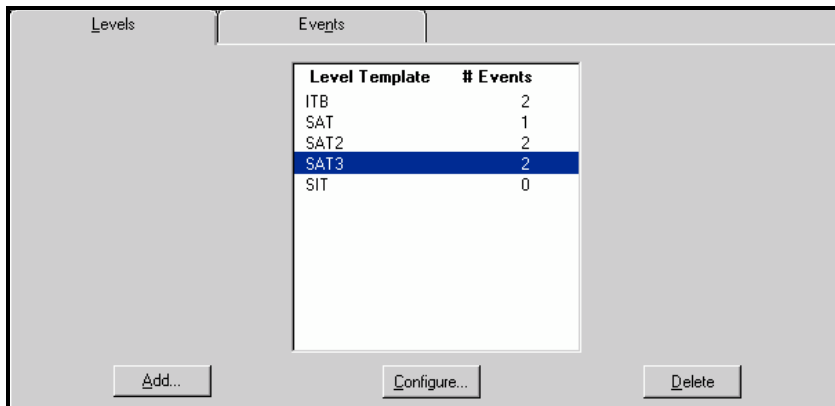 Levels Events
Level Template # Events
ITB 2
SAT 1
SAT2 2
SAT3 2
SIT 0
Add... Configure... Delete